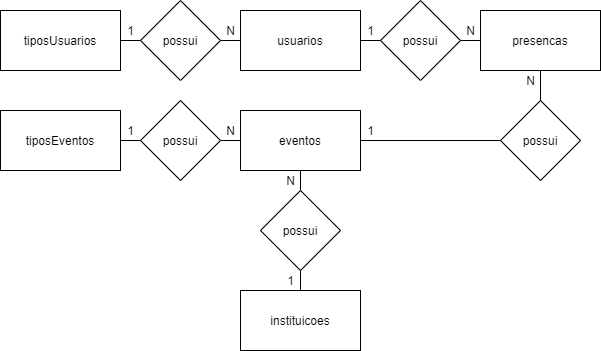 tiposUsuarios
1
possui
N
usuarios
1
possui
N
presencas
N
tiposEventos
1
possui
N
eventos
1
possui
N
possui
1
instituicoes